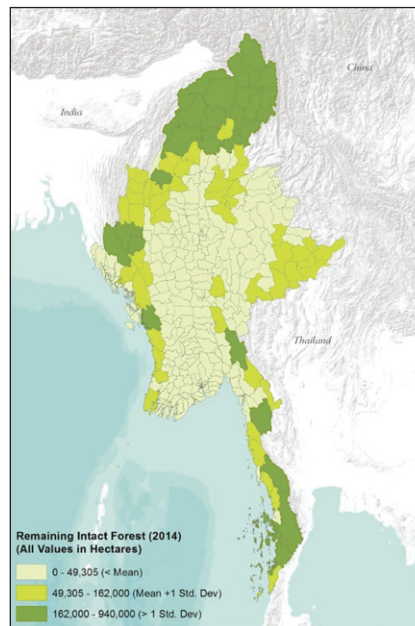 China
India
Thailand
Remaining Intact Forest (2014)
(All Values in Hectares)
0 - 49,305 (< Mean)
49,305 - 162,000 (Mean +1 Std. Dev)
162,000 - 940,000 (> 1 Std. Dev)